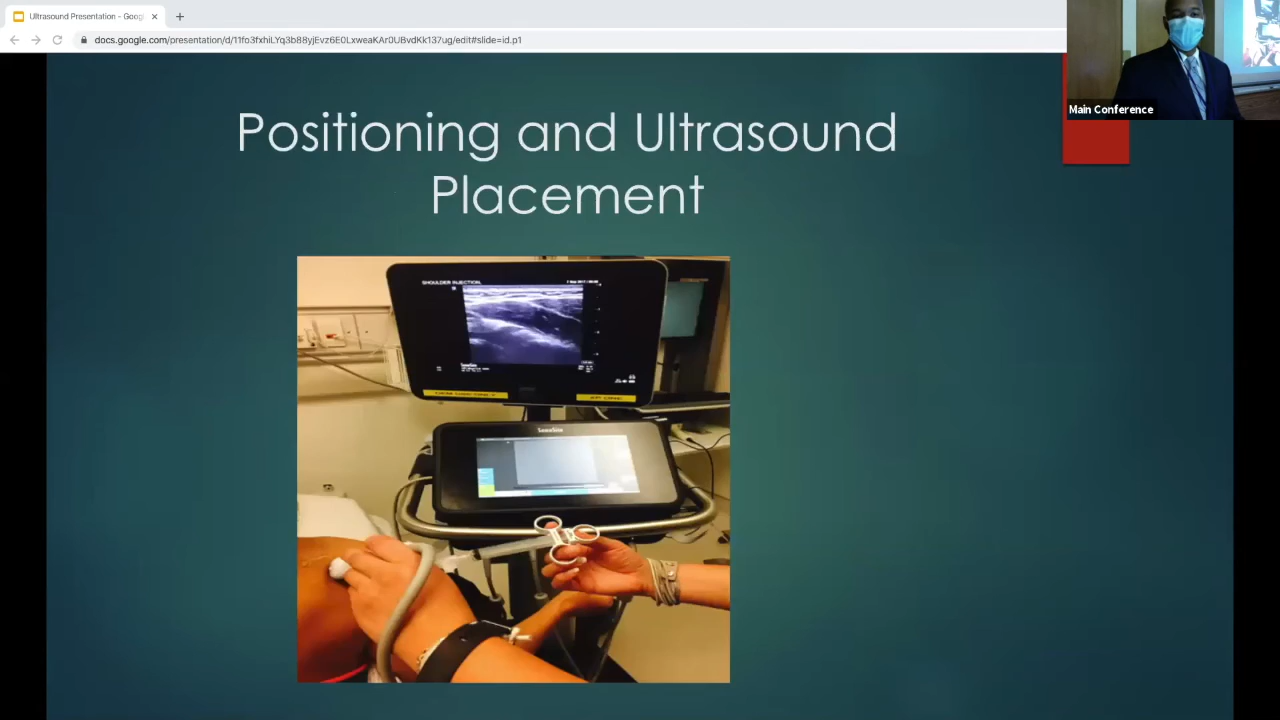 Ultrasound Presentation - Goog
docs.google.com/presentation/d/11fo3fxhiLYq3b88yjEvz6E0LxweaKAr0UBvdKk137ug/edit#slide=id.p1
Main Conference
Positioning and Ultrasound
Placement
SHOULDER INJECTION
SonoSite